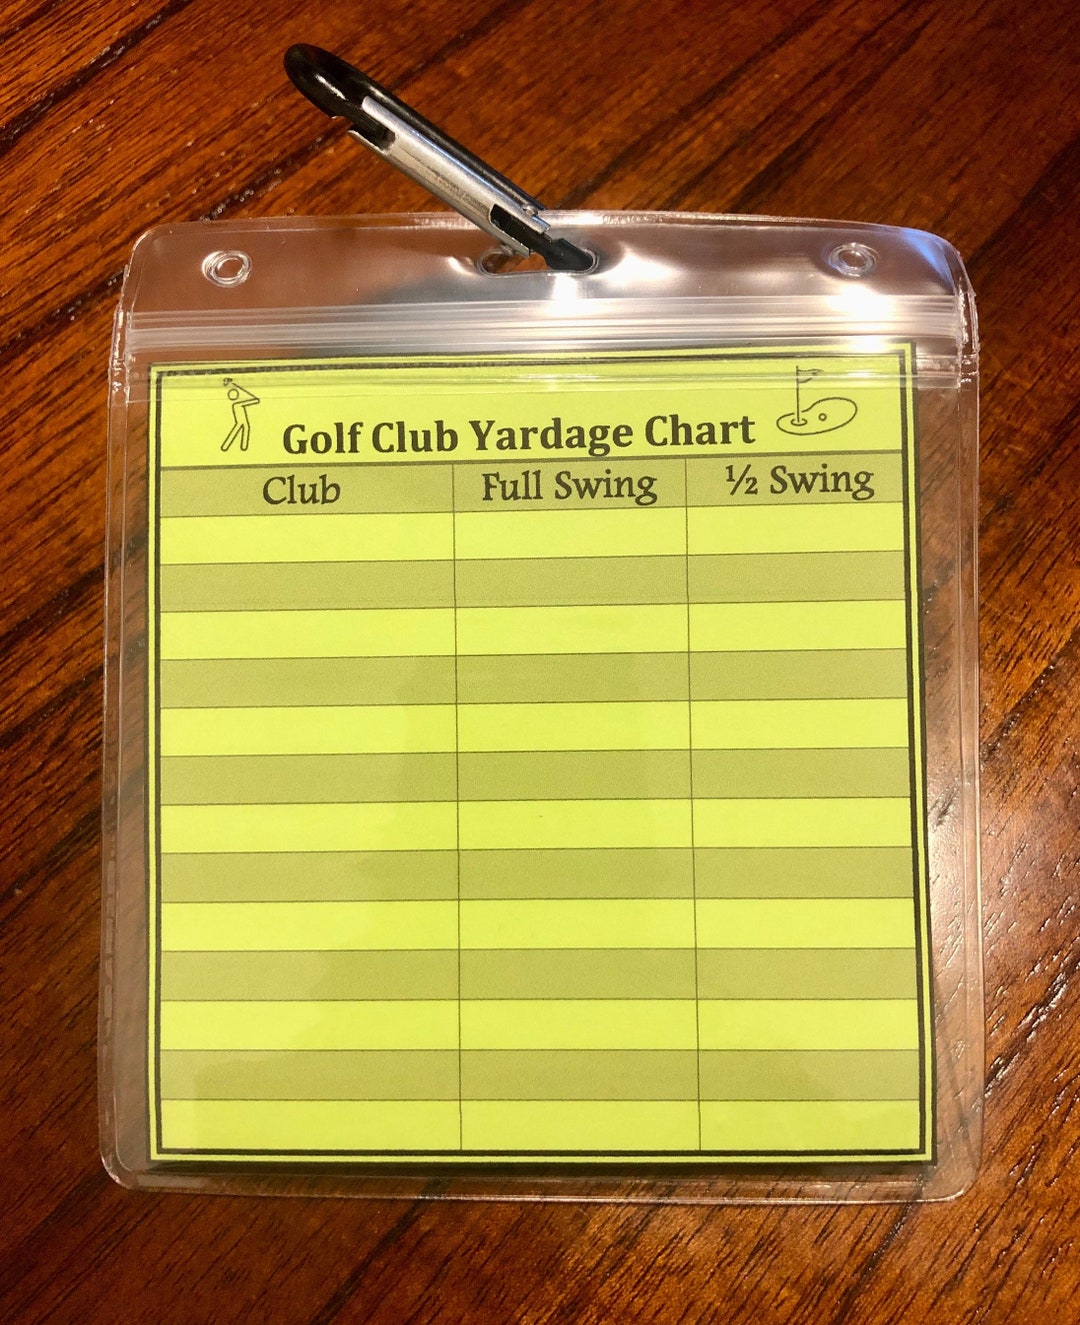 Golf Club Yardage Chart
Club Full Swing ½ Swing